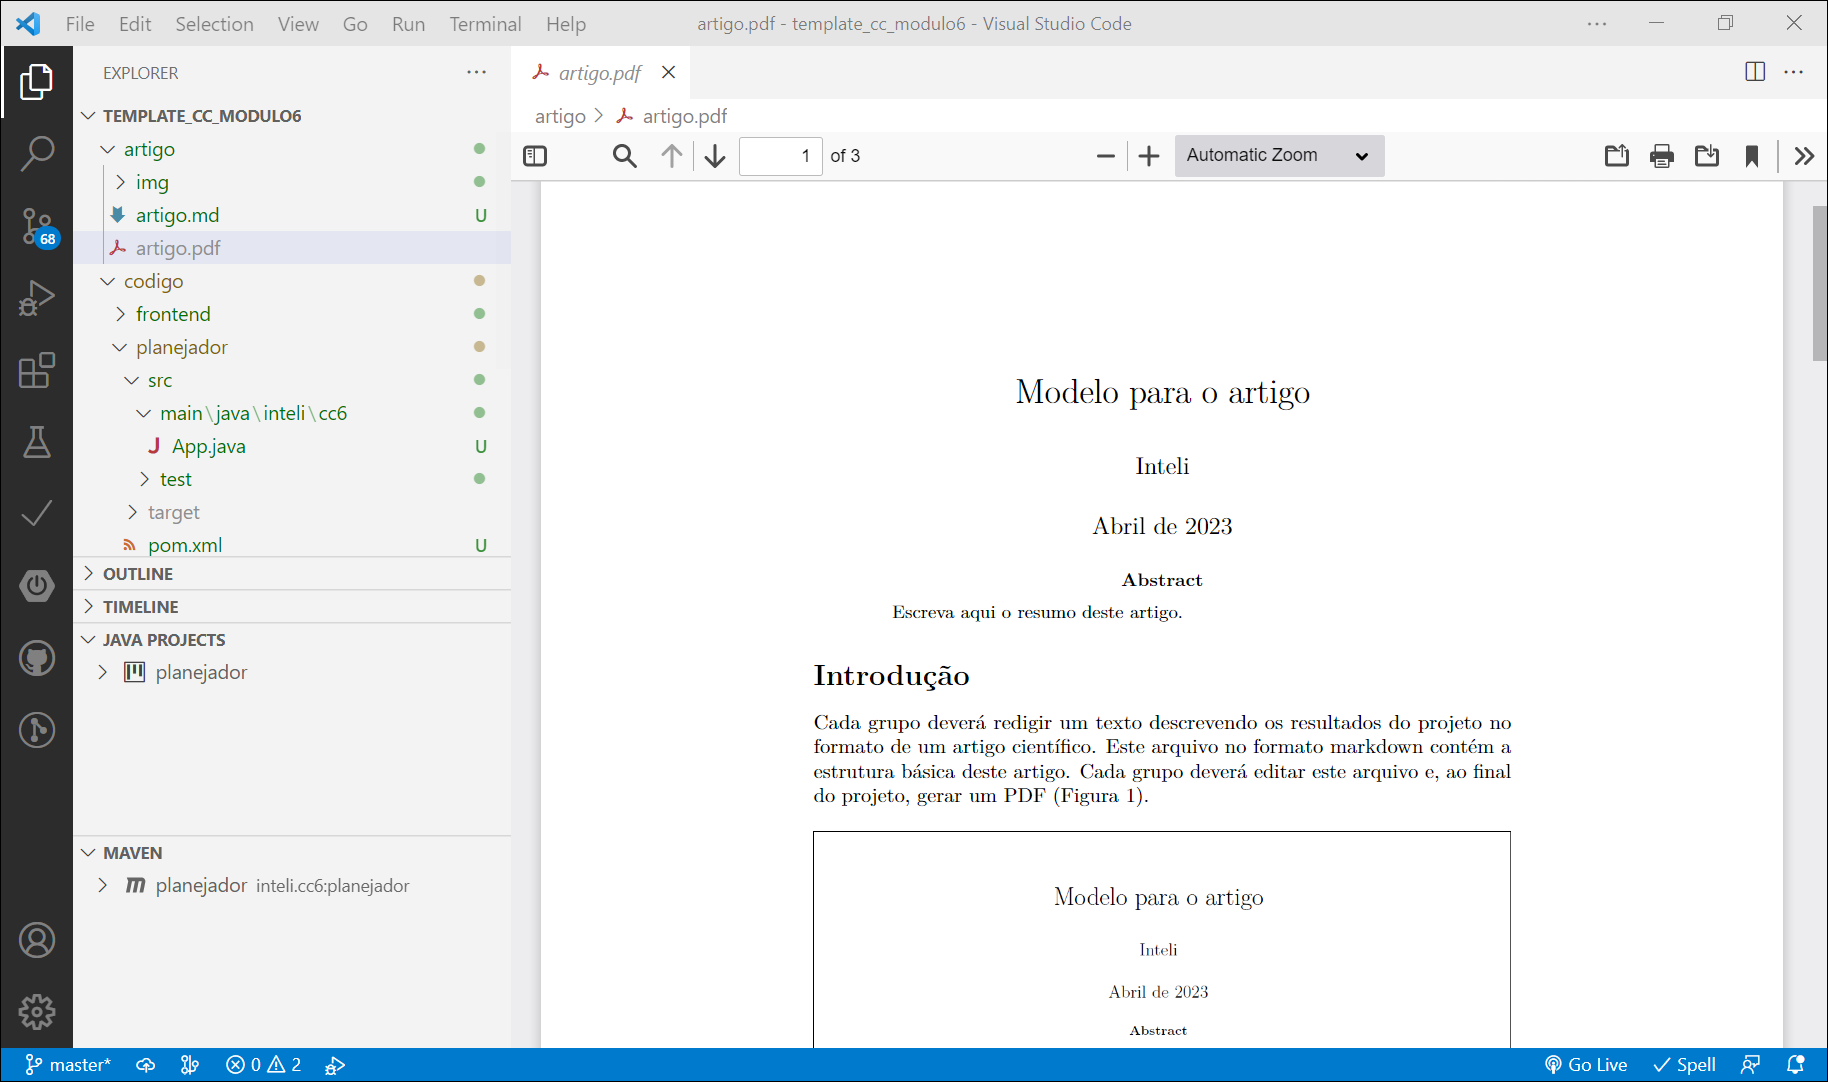 File Edit Selection View Go Run Terminal Help
artigo.pdf - template_cc_modulo6 - Visual Studio Code
EXPLORER
TEMPLATE_CC_MODULO6
artigo
img
artigo.md U
artigo.pdf
codigo
frontend
planejador
src
main\java\inteli\cc6
J App.java U
test
target
pom.xml U
OUTLINE
TIMELINE
JAVA PROJECTS
planejador
MAVEN
planejador inteli.cc6:planejador
68
artigo.pdf
artigo > artigo.pdf
1 of 3
Automatic Zoom
Modelo para o artigo
Inteli
Abril de 2023
Abstract
Escreva aqui o resumo deste artigo.
Introdução
Cada grupo deverá redigir um texto descrevendo os resultados do projeto no
formato de um artigo científico. Este arquivo no formato markdown contém a
estrutura básica deste artigo. Cada grupo deverá editar este arquivo e, ao final
do projeto, gerar um PDF (Figura 1).
Modelo para o artigo
Inteli
Abril de 2023
Abstract
master* 0 2 Go Live Spell